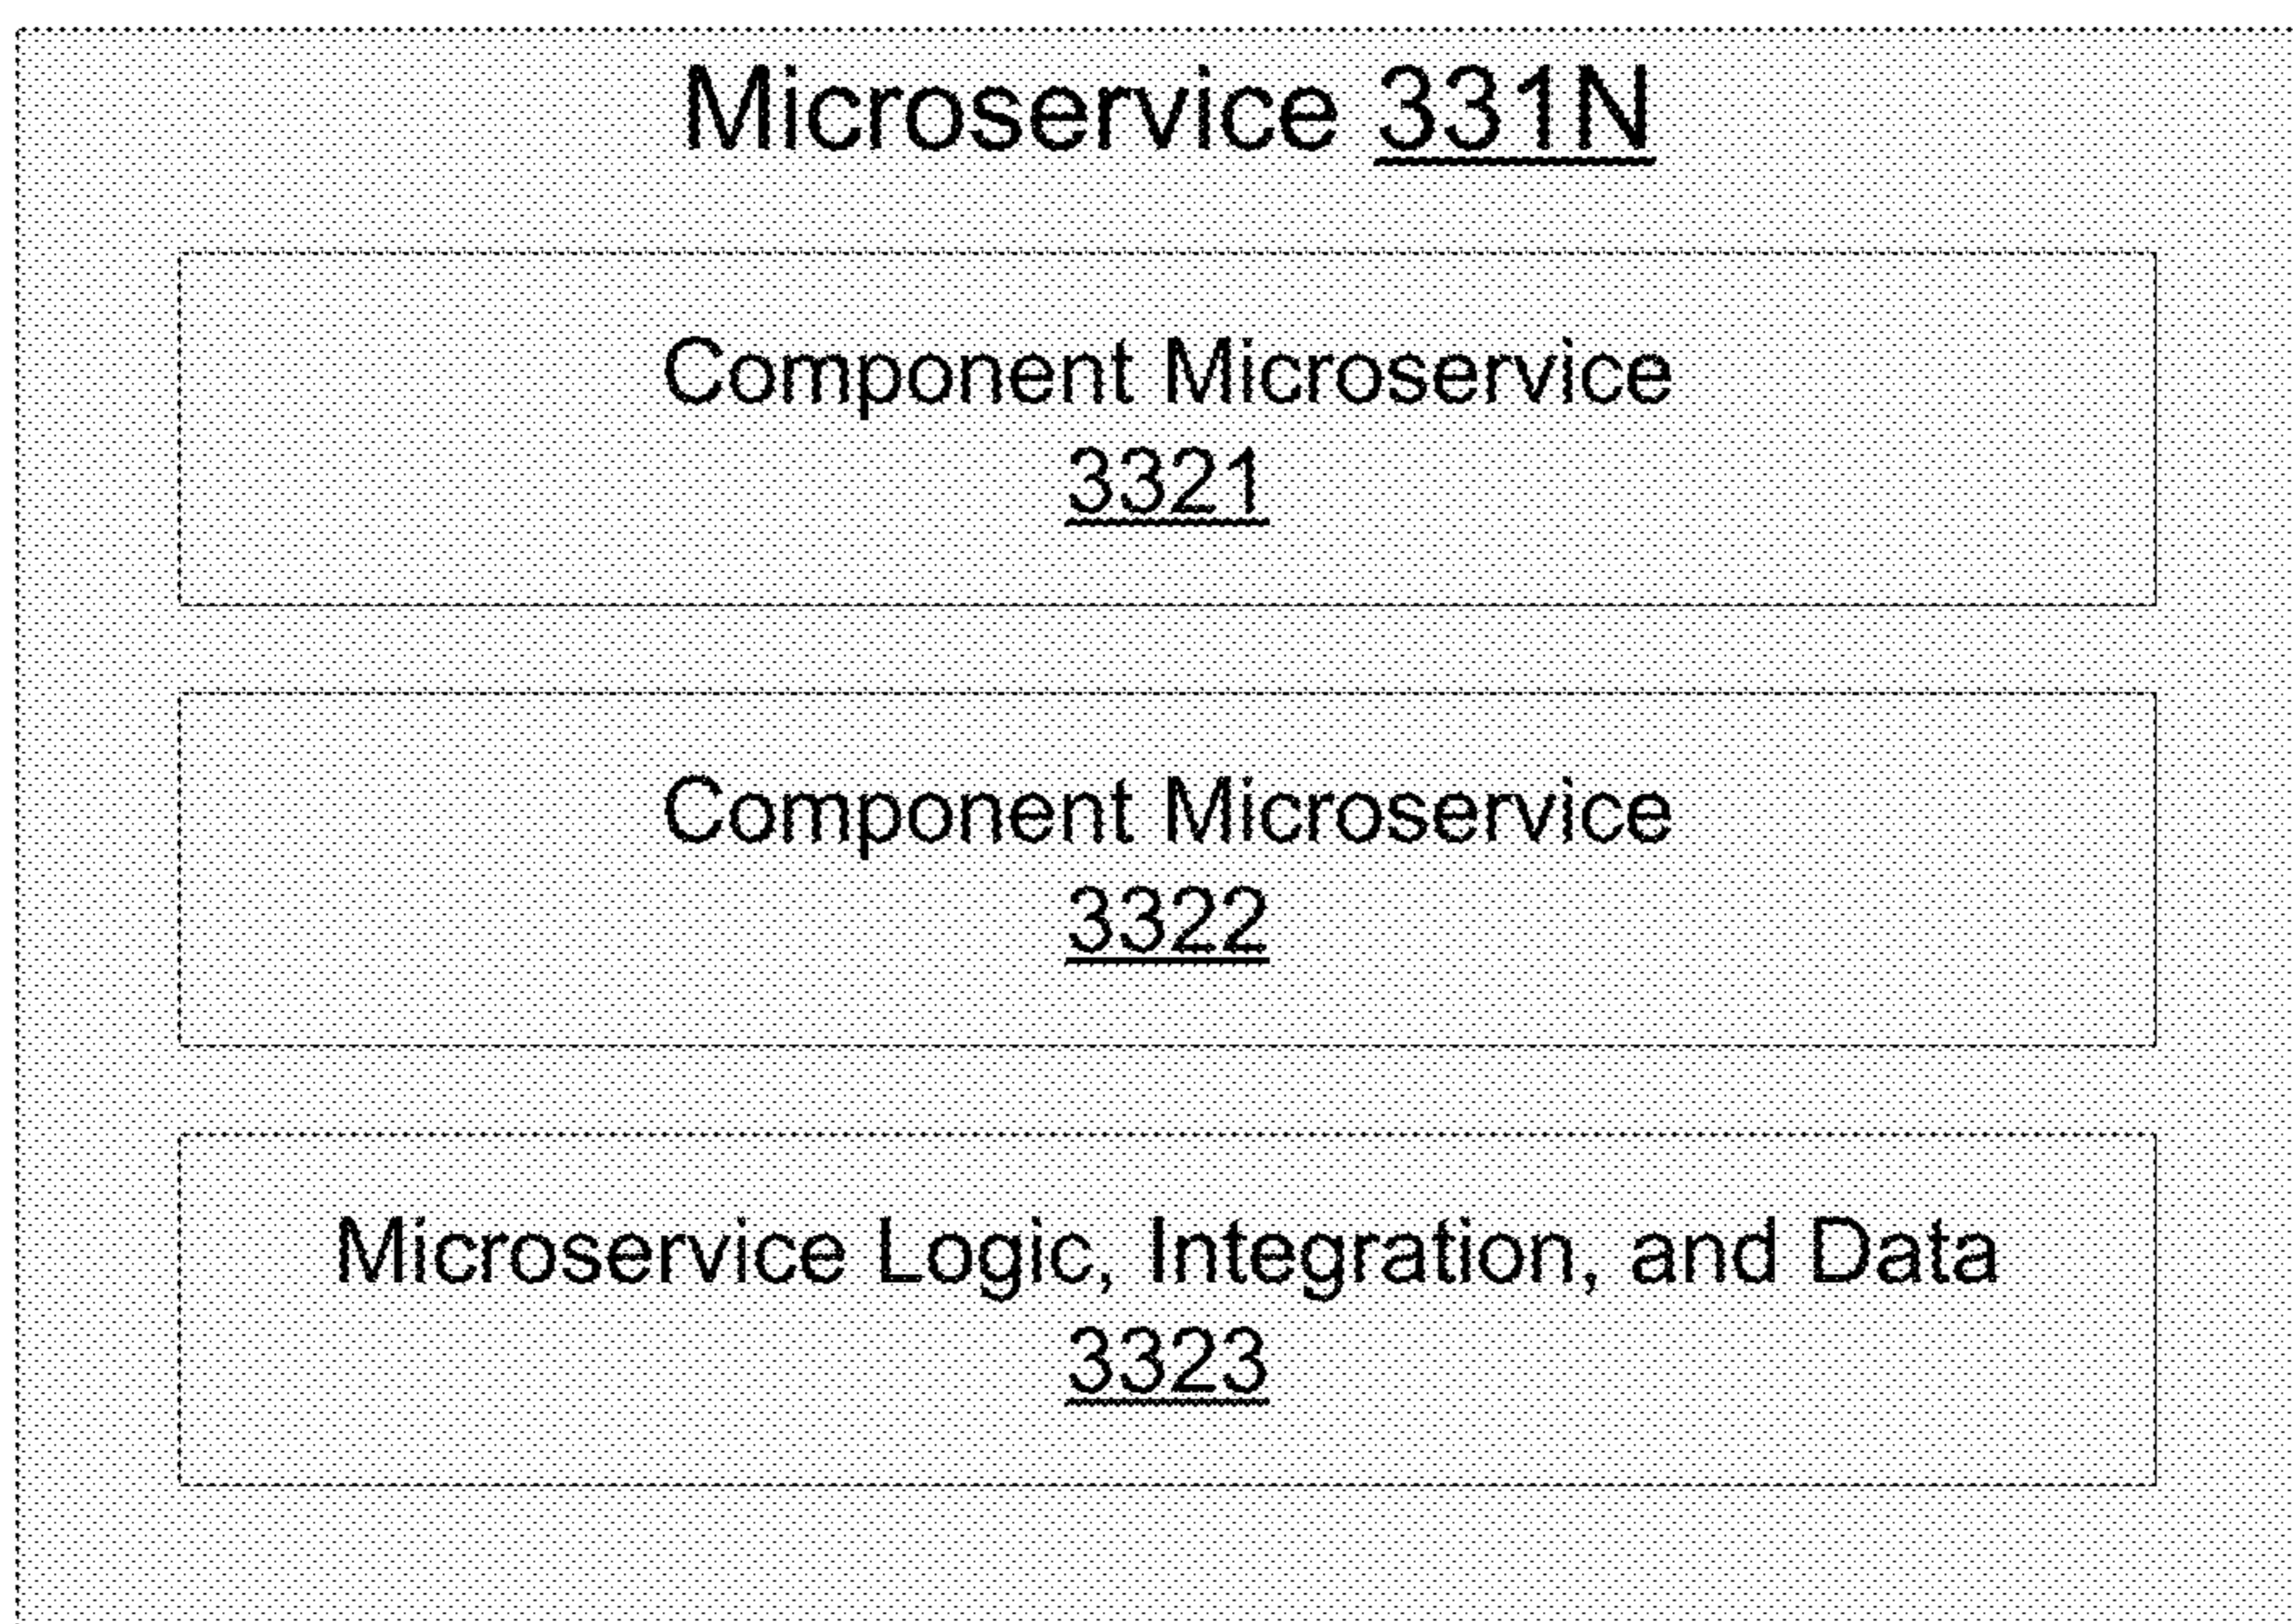 Microservice 331N
Component Microservice
3321
Component Microservice
3322
Microservice Logic, Integration, and Data
3323